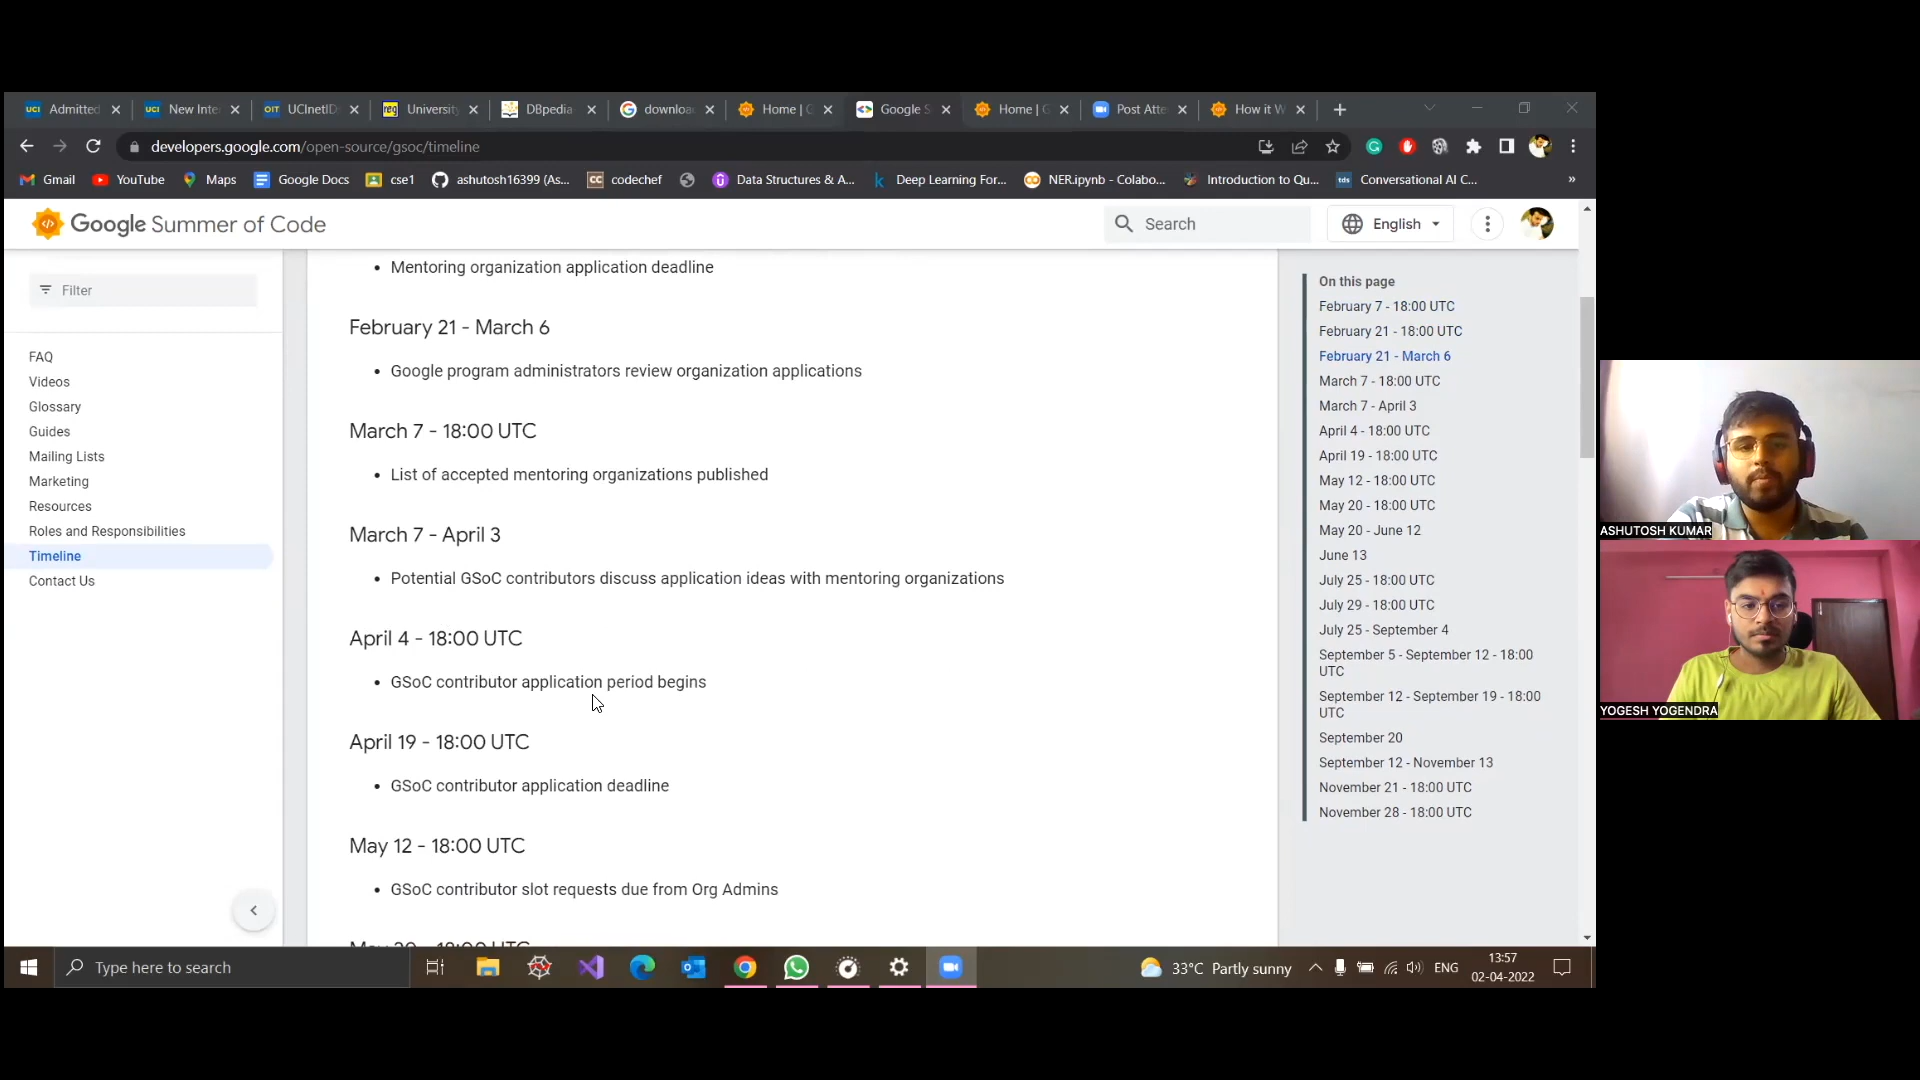 Admitted
New Inte
UCInetID
University
DBpedia
downloa
Home | G
Google S
Home | G
Post Atte
How it W
developers.google.com/open-source/gsoc/timeline
Gmail
YouTube
Maps
Google Docs
cse1
ashutosh16399 (As...
codechef
Data Structures & A...
Deep Learning For...
NER.ipynb - Colabo...
Introduction to Qu...
Conversational AI C...
»
Google Summer of Code
Search
English
Filter
FAQ
Videos
Glossary
Guides
Mailing Lists
Marketing
Resources
Roles and Responsibilities
Timeline
Contact Us
• Mentoring organization application deadline
February 21 - March 6
• Google program administrators review organization applications
March 7 - 18:00 UTC
• List of accepted mentoring organizations published
March 7 - April 3
• Potential GSoC contributors discuss application ideas with mentoring organizations
April 4 - 18:00 UTC
• GSoC contributor application period begins
April 19 - 18:00 UTC
• GSoC contributor application deadline
May 12 - 18:00 UTC
• GSoC contributor slot requests due from Org Admins
May 20 - 18:00 UTC
On this page
February 7 - 18:00 UTC
February 21 - 18:00 UTC
February 21 - March 6
March 7 - 18:00 UTC
March 7 - April 3
April 4 - 18:00 UTC
April 19 - 18:00 UTC
May 12 - 18:00 UTC
May 20 - 18:00 UTC
May 20 - June 12
June 13
July 25 - 18:00 UTC
July 29 - 18:00 UTC
July 25 - September 4
September 5 - September 12 - 18:00
UTC
September 12 - September 19 - 18:00
UTC
September 20
September 12 - November 13
November 21 - 18:00 UTC
November 28 - 18:00 UTC
ASHUTOSH KUMAR
YOGESH YOGENDRA
Type here to search
33°C Partly sunny
ENG
13:57
02-04-2022